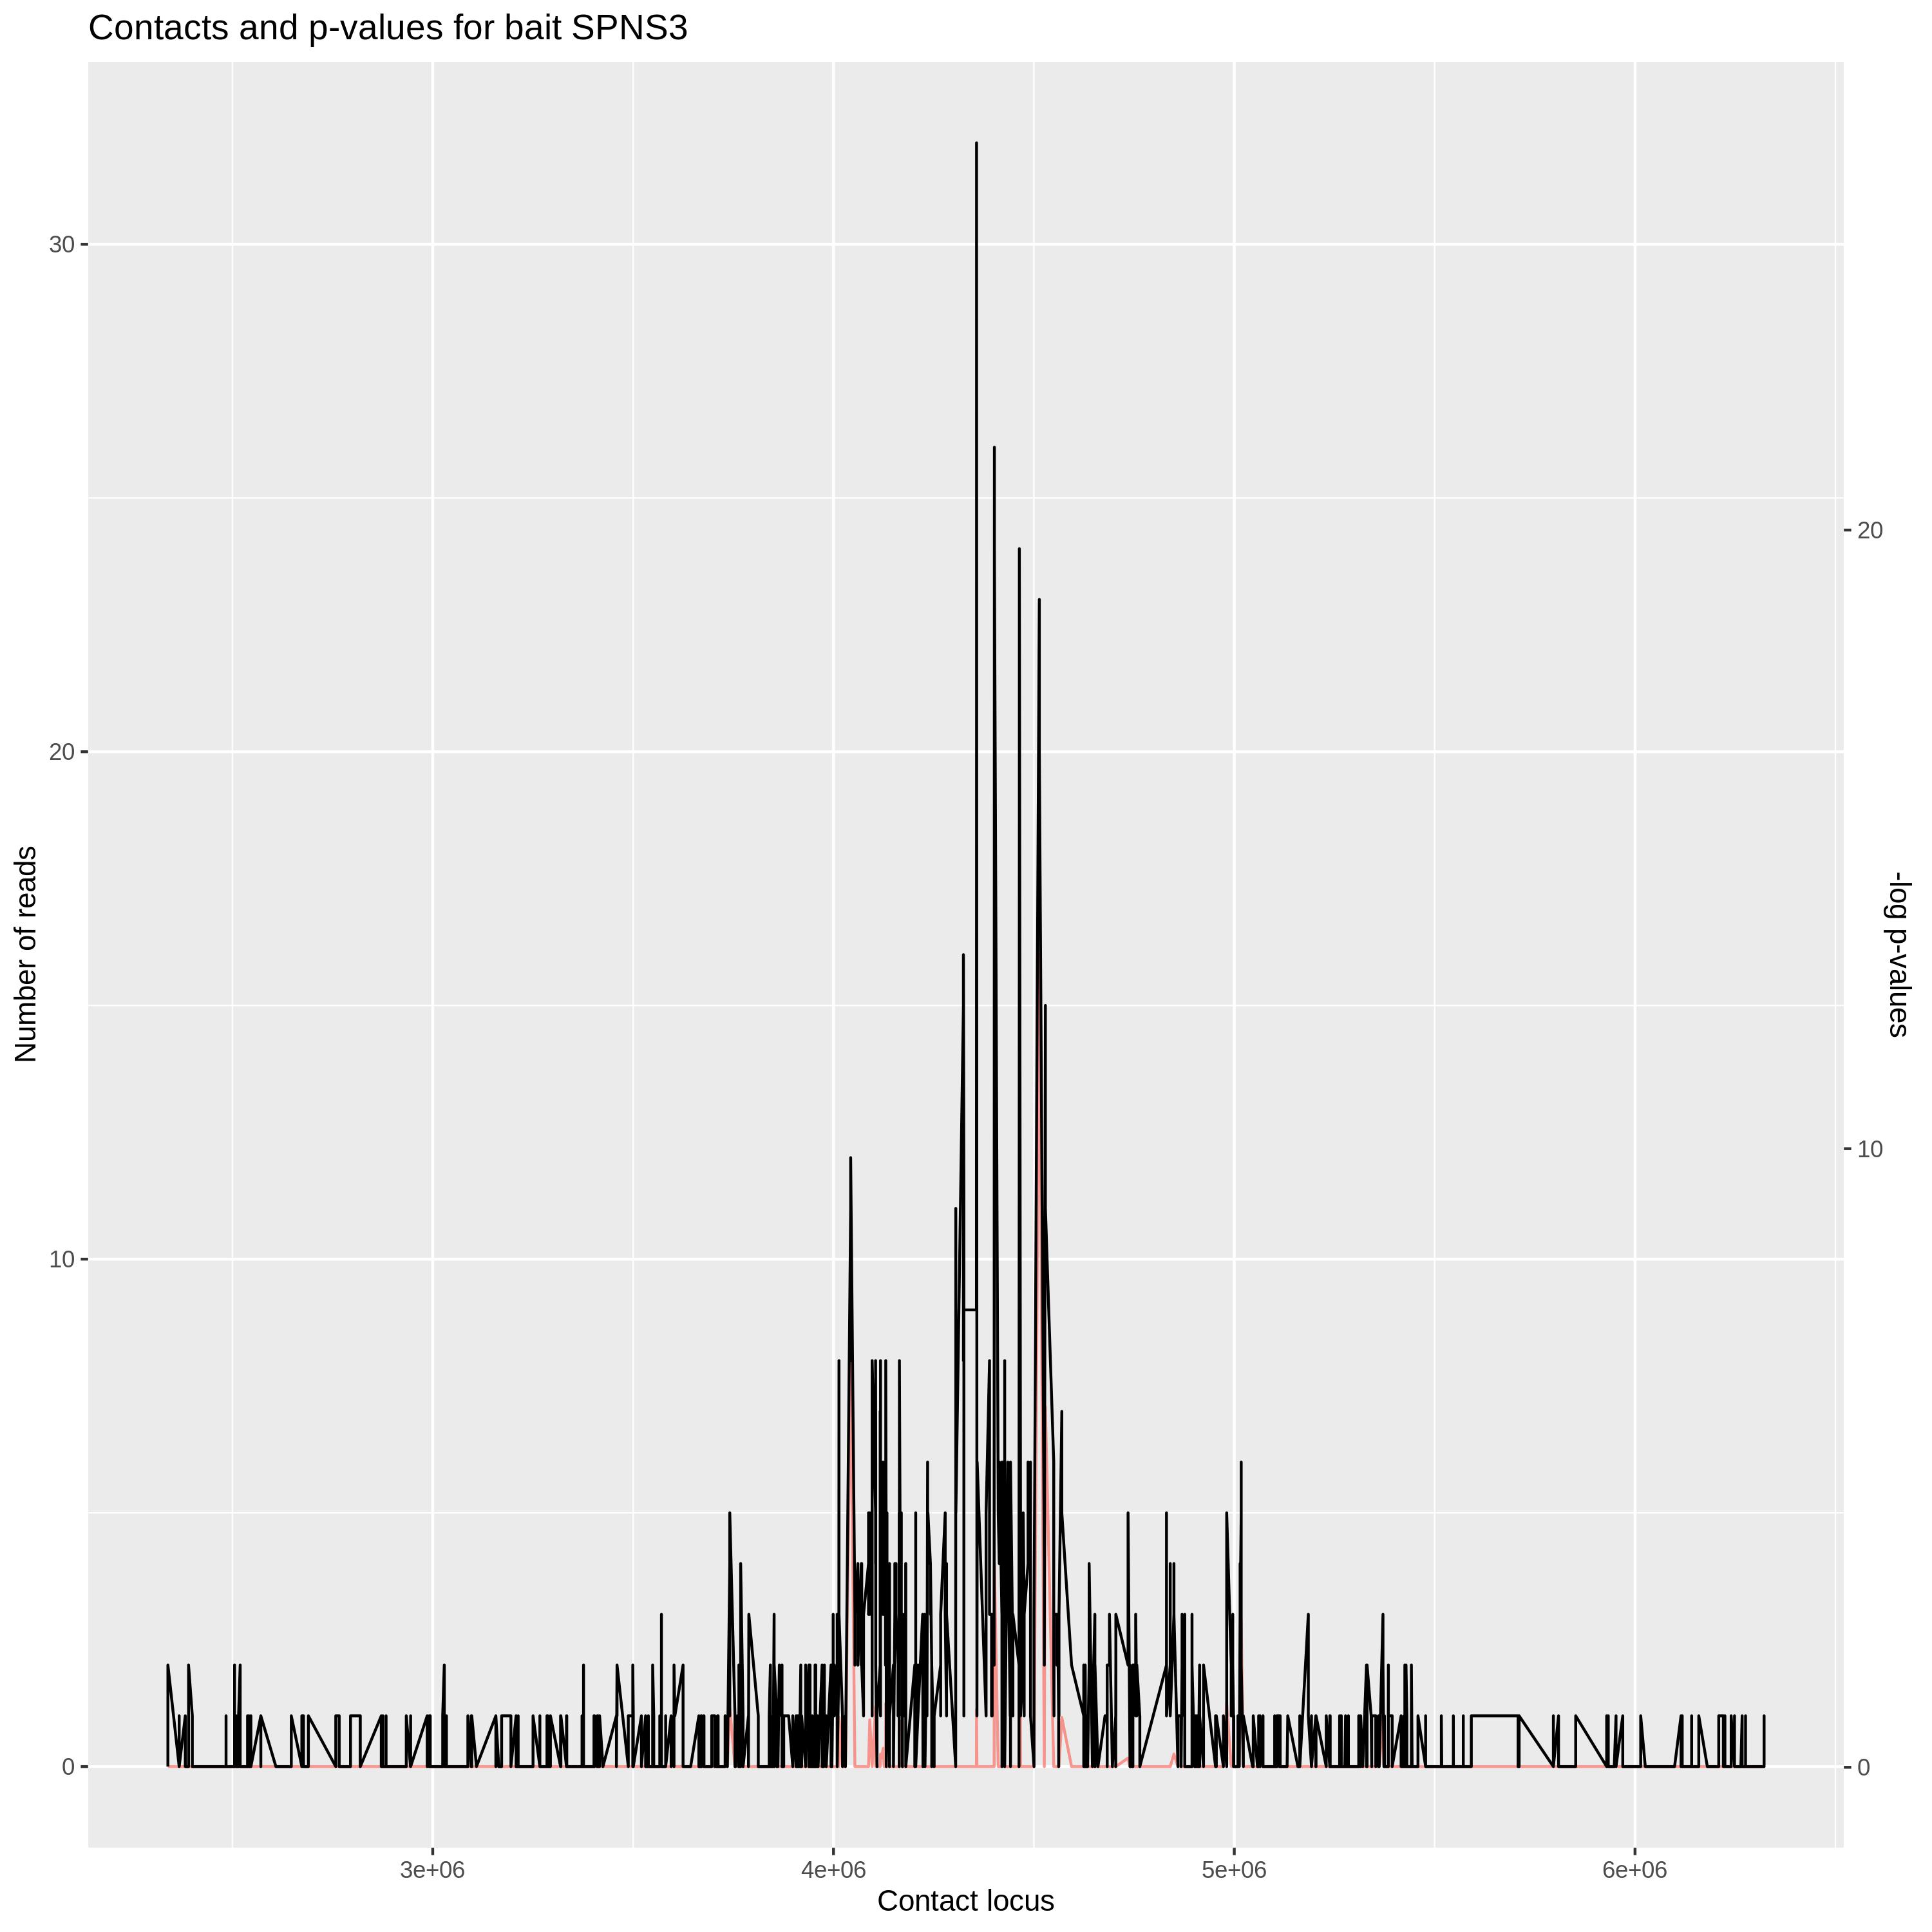 Contacts and p-values for bait SPNS3
30
20
10
0
Number of reads
20
10
0
-log p-values
3e+06
4e+06
5e+06
6e+06
Contact locus